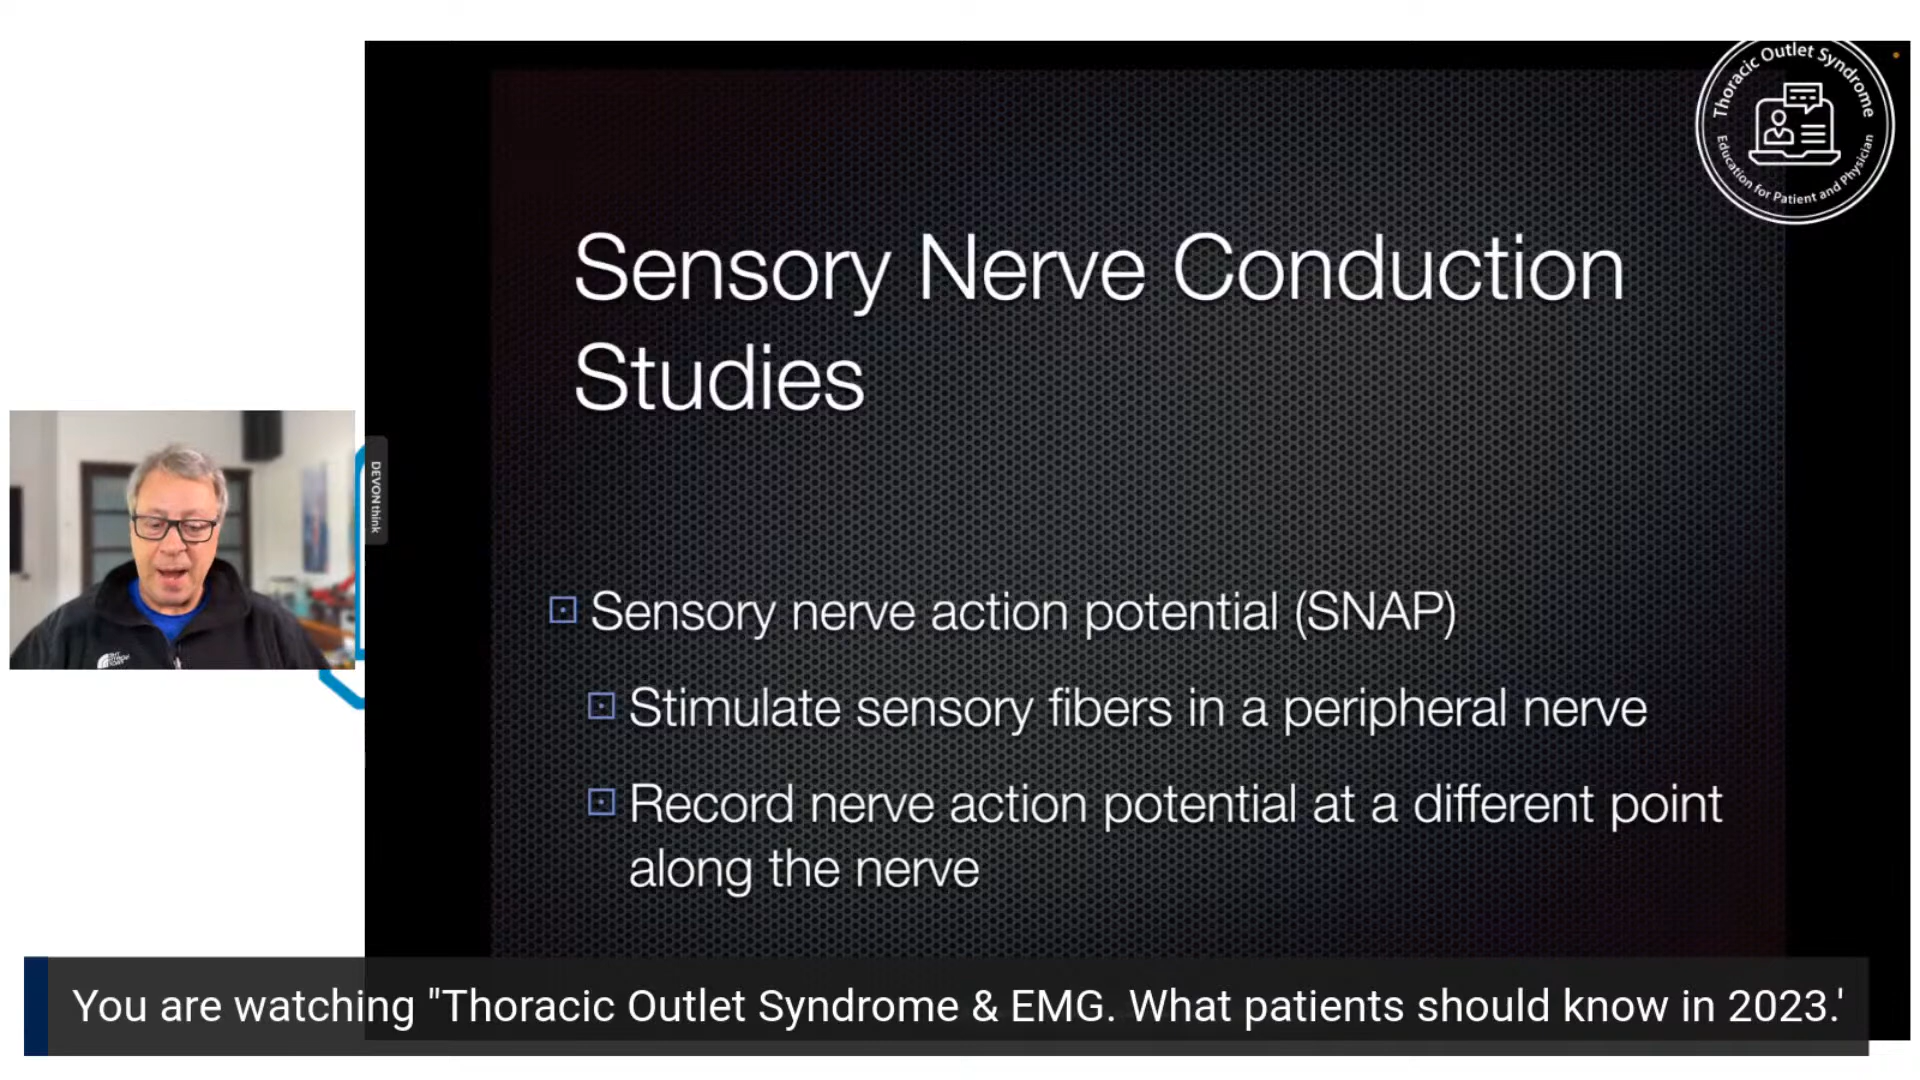 Thoracic Outlet Syndrome
Education for Patient and Physician
Sensory Nerve Conduction
Studies
DEVONthink
Sensory nerve action potential (SNAP)
Stimulate sensory fibers in a peripheral nerve
Record nerve action potential at a different point
along the nerve
You are watching "Thoracic Outlet Syndrome & EMG. What patients should know in 2023.'